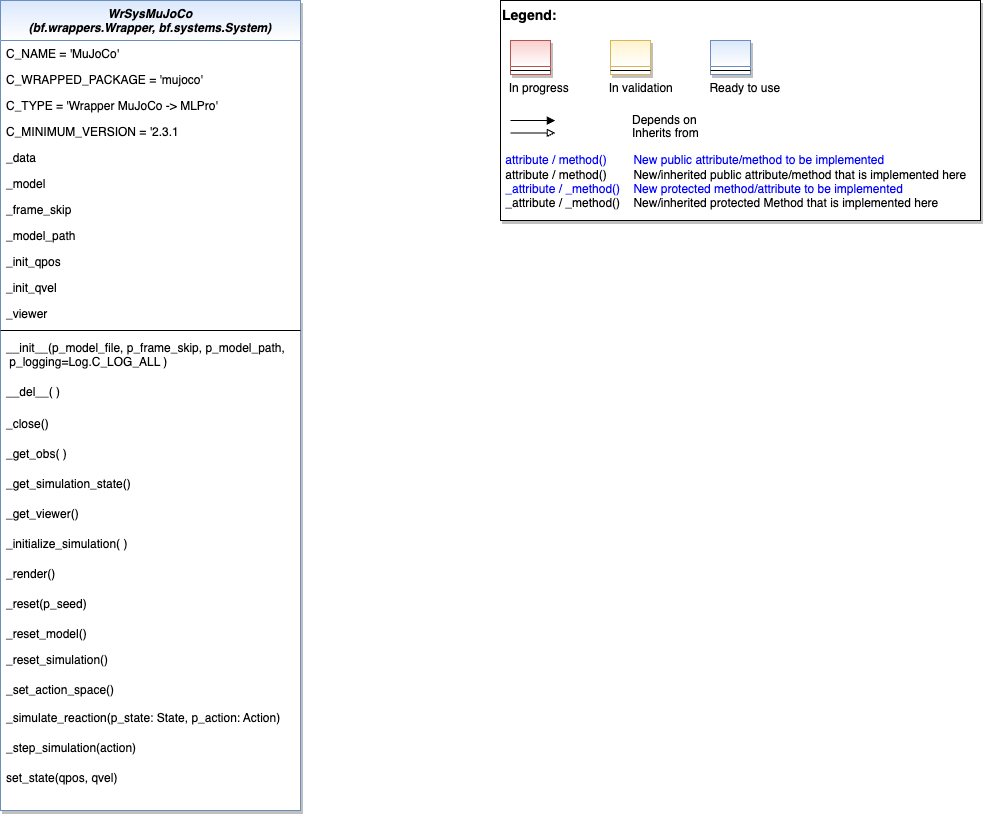 WrSysMuJoCo
(bf.wrappers.Wrapper, bf.systems.System)
C_NAME = 'MuJoCo'
C_WRAPPED_PACKAGE = 'mujoco'
C_TYPE = 'Wrapper MuJoCo -> MLPro'
C_MINIMUM_VERSION = '2.3.1
_data
_model
_frame_skip
_model_path
_init_qpos
_init_qvel
_viewer
__init__(p_model_file, p_frame_skip, p_model_path,
p_logging=Log.C_LOG_ALL )
__del__( )
_close()
_get_obs( )
_get_simulation_state()
_get_viewer()
_initialize_simulation( )
_render()
_reset(p_seed)
_reset_model()
_reset_simulation()
_set_action_space()
_simulate_reaction(p_state: State, p_action: Action)
_step_simulation(action)
set_state(qpos, qvel)
Legend:
In progress In validation Ready to use
Depends on
Inherits from
attribute / method() New public attribute/method to be implemented
attribute / method() New/inherited public attribute/method that is implemented here
_attribute / _method() New protected method/attribute to be implemented
_attribute / _method() New/inherited protected Method that is implemented here